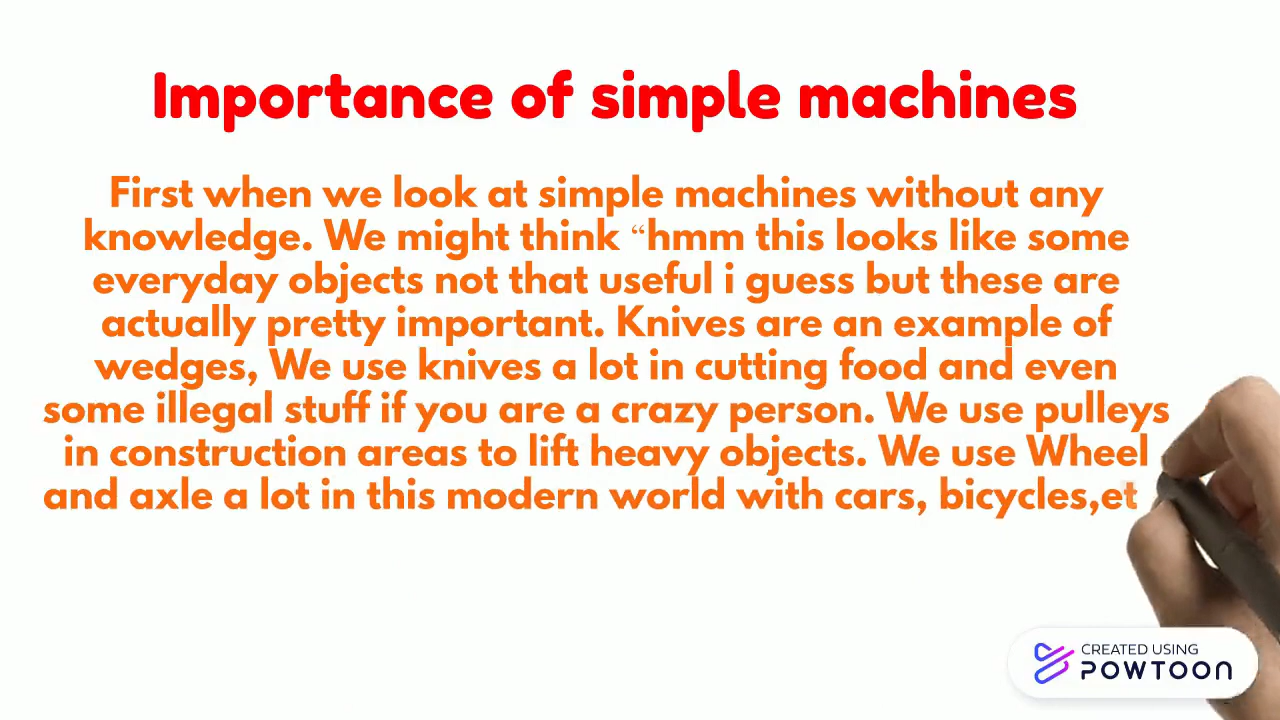 Importance of simple machines
First when we look at simple machines without any
knowledge. We might think “hmm this looks like some
everyday objects not that useful i guess but these are
actually pretty important. Knives are an example of
wedges, We use knives a lot in cutting food and even
some illegal stuff if you are a crazy person. We use pulleys
in construction areas to lift heavy objects. We use Wheel
and axle a lot in this modern world with cars, bicycles,et
CREATED USING
POWTOON